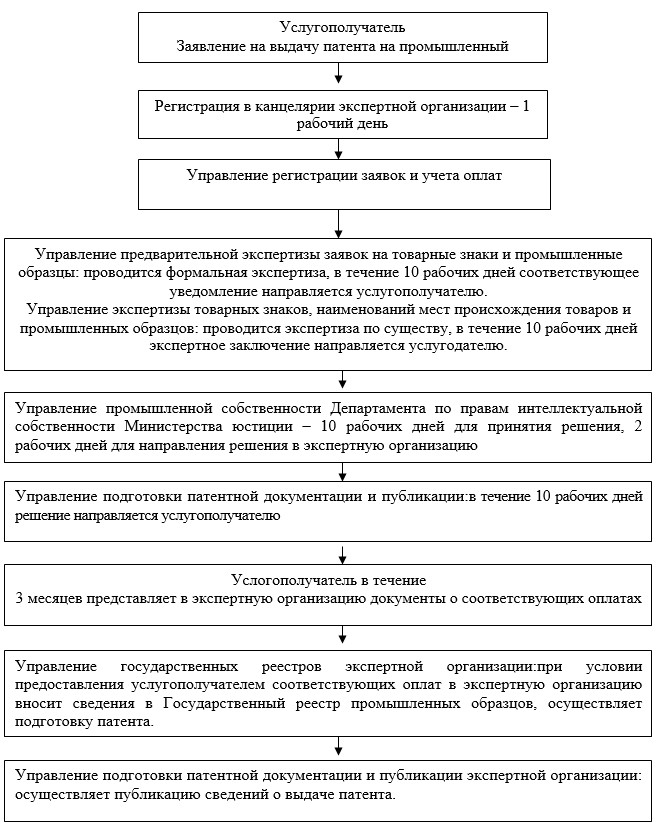 Услугополучатель
Заявление на выдачу патента на промышленный
Регистрация в канцелярии экспертной организации – 1
рабочий день
Управление регистрации заявок и учета оплат
Управление предварительной экспертизы заявок на товарные знаки и промышленные
образцы: проводится формальная экспертиза, в течение 10 рабочих дней соответствующее
уведомление направляется услугополучателю.
Управление экспертизы товарных знаков, наименований мест происхождения товаров и
промышленных образцов: проводится экспертиза по существу, в течение 10 рабочих дней
экспертное заключение направляется услугодателю.
Управление промышленной собственности Департамента по правам интеллектуальной
собственности Министерства юстиции – 10 рабочих дней для принятия решения, 2
рабочих дней для направления решения в экспертную организацию
Управление подготовки патентной документации и публикации:в течение 10 рабочих дней
решение направляется услугополучателю
Услогополучатель в течение
3 месяцев представляет в экспертную организацию документы о соответствующих оплатах
Управление государственных реестров экспертной организации:при условии
предоставления услугополучателем соответствующих оплат в экспертную организацию
вносит сведения в Государственный реестр промышленных образцов, осуществляет
подготовку патента.
Управление подготовки патентной документации и публикации экспертной организации:
осуществляет публикацию сведений о выдаче патента.